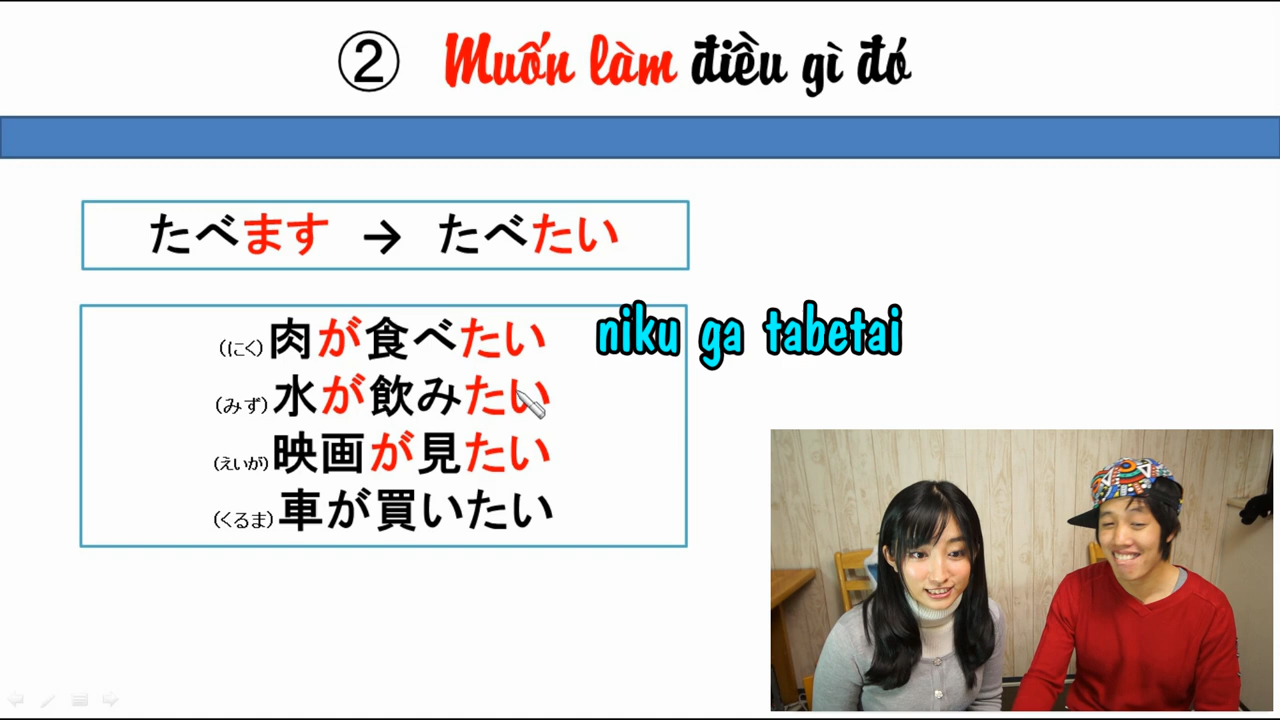 ② Muốn làm điều gì đó
たべます → たべたい
(にく)肉が食べたい niku ga tabetai
(みず)水が飲みたい
(えいが)映画が見たい
(くるま)車が買いたい